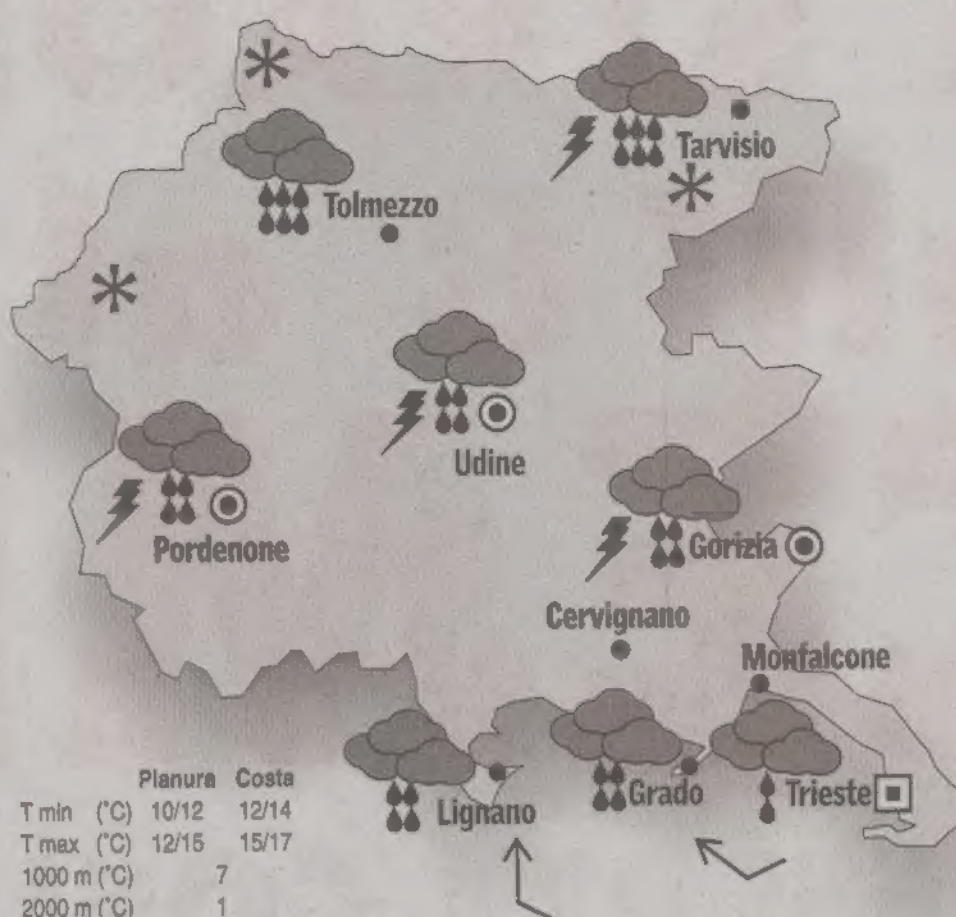 Tarvisio
Tolmezzo
Udine
Pordenone
Gorizia
Cervignano
Monfalcone
Lignano
Grado
Trieste
Planura Costa
T min (°C) 10/12 12/14
T max (°C) 12/15 15/17
1000 m (°C) 7
2000 m (°C) 1